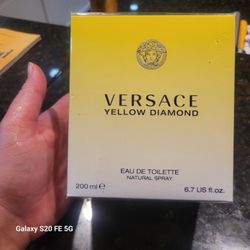 VERSACE
YELLOW DIAMOND
EAU DE TOILETTE
NATURAL SPRAY
200 ml e 6.7 US fl.oz.
Galaxy S20 FE 5G